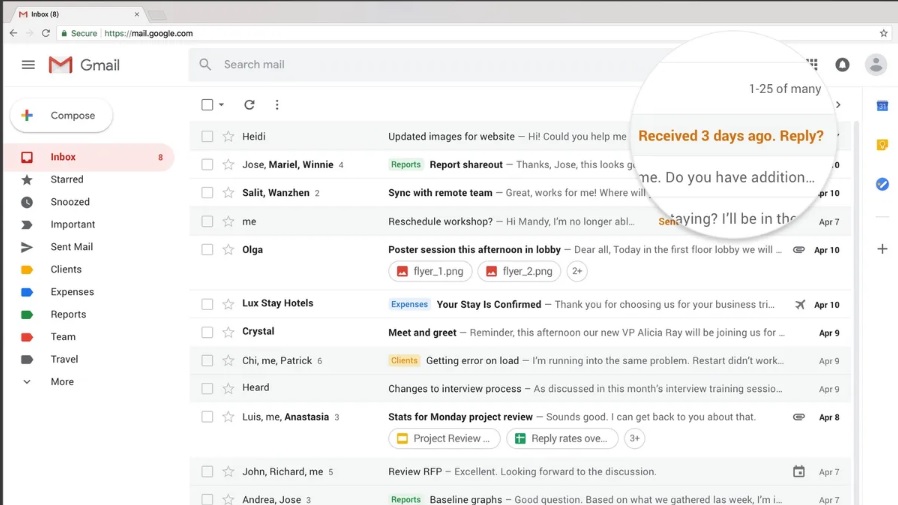 Inbox (8)
Secure https://mail.google.com
Gmail
Search mail
1-25 of many
Compose
Inbox 8
Starred
Snoozed
Important
Sent Mail
Clients
Expenses
Reports
Team
Travel
More
Heidi Updated images for website – Hi! Could you help me Received 3 days ago. Reply?
Jose, Mariel, Winnie 4 Reports Report shareout – Thanks, Jose, this looks me. Do you have addition...
Salit, Wanzhen 2 Sync with remote team – Great, works for me! Where will staying? I'll be in the
me Reschedule workshop? – Hi Mandy, I'm no longer abl... Apr 7
Olga Poster session this afternoon in lobby – Dear all, Today in the first floor lobby we will ... Apr 10
flyer_1.png flyer_2.png 2+
Lux Stay Hotels Expenses Your Stay Is Confirmed – Thank you for choosing us for your business tri... Apr 10
Crystal Meet and greet – Reminder, this afternoon our new VP Alicia Ray will be joining us for ... Apr 9
Chi, me, Patrick 6 Clients Getting error on load – I'm running into the same problem. Restart didn't work... Apr 9
Heard Changes to interview process – As discussed in this month's interview training sessio... Apr 9
Luis, me, Anastasia 3 Stats for Monday project review – Sounds good. I can get back to you about that. Apr 8
Project Review ... Reply rates ove... 3+
John, Richard, me 5 Review RFP – Excellent. Looking forward to the discussion. Apr 7
Andrea, Jose 3 Reports Baseline graphs – Good question. Based on what we gathered las week, I'm i... Apr 7